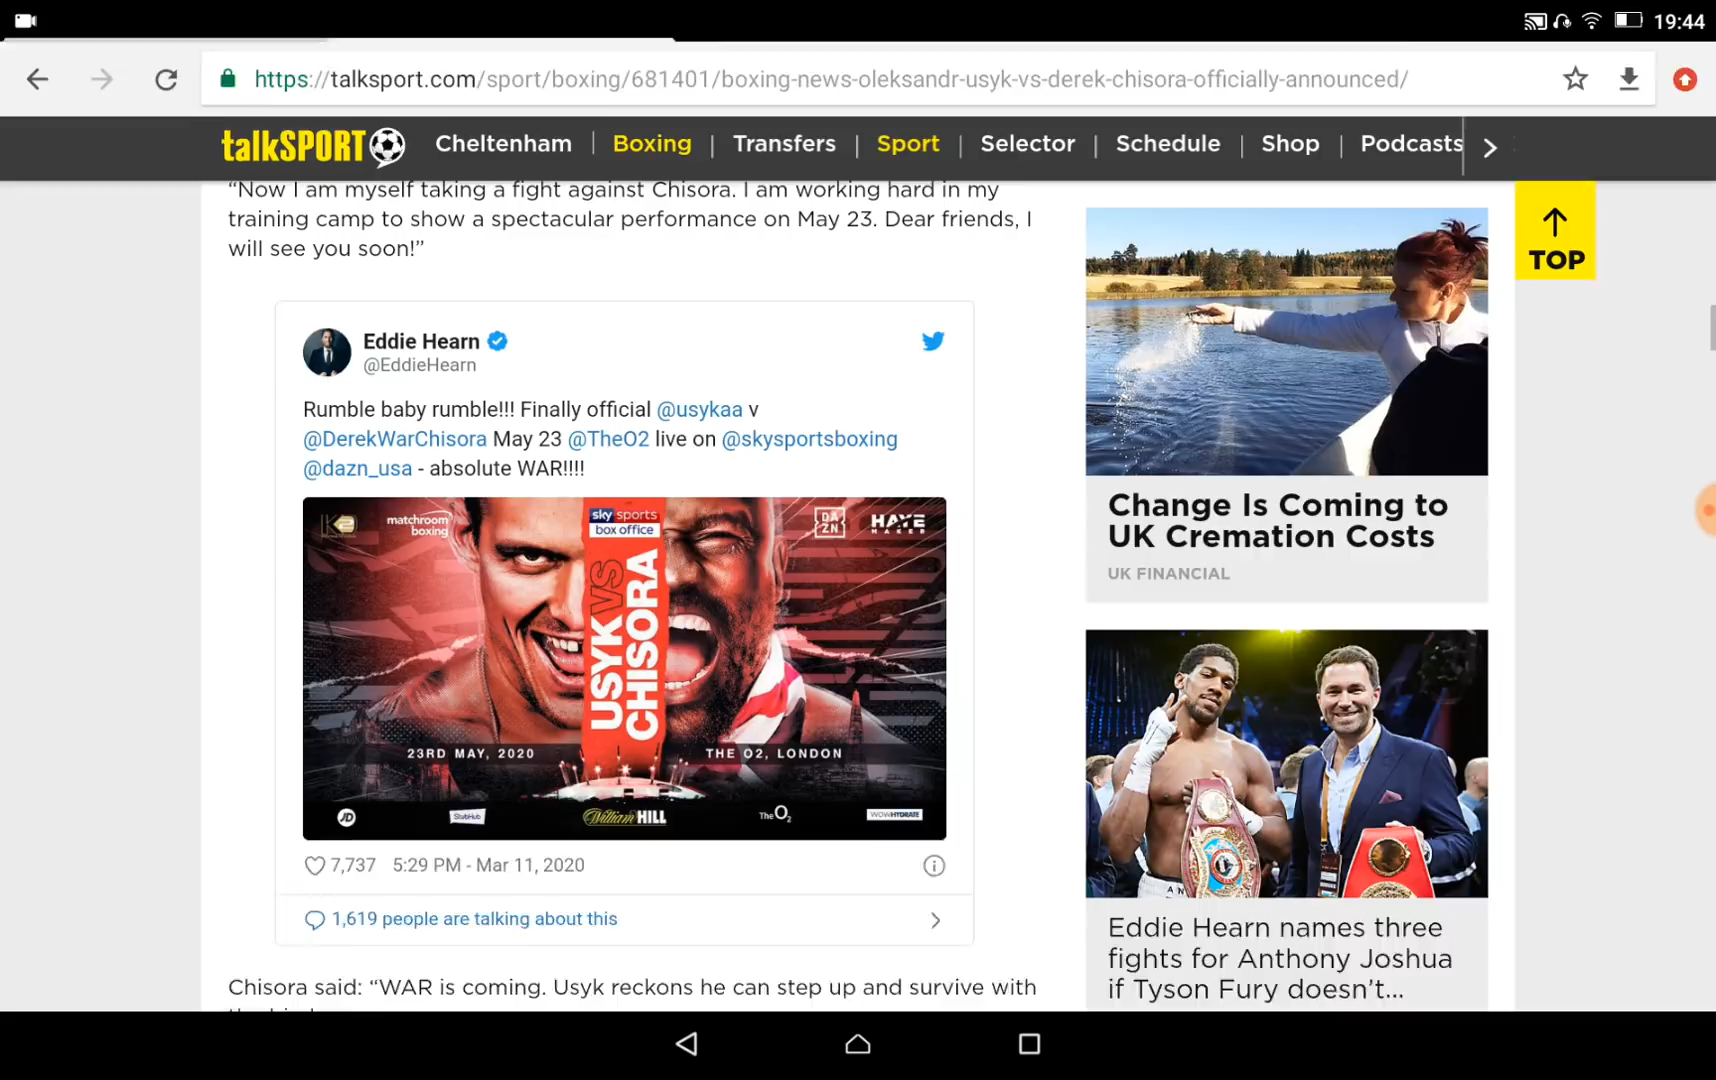 19:44
https://talksport.com/sport/boxing/681401/boxing-news-oleksandr-usyk-vs-derek-chisora-officially-announced/
talkSPORT
Cheltenham | Boxing | Transfers | Sport | Selector | Schedule | Shop | Podcasts
“Now I am myself taking a fight against Chisora. I am working hard in my
training camp to show a spectacular performance on May 23. Dear friends, I
will see you soon!”
TOP
Eddie Hearn
@EddieHearn
Rumble baby rumble!!! Finally official @usykaa v
@DerekWarChisora May 23 @TheO2 live on @skysportsboxing
@dazn_usa - absolute WAR!!!!
K2
matchroom
boxing
sky sports
box office
DAZN
HAYE
MAKER
USYK VS
CHISORA
23RD MAY, 2020
THE O2, LONDON
JD
StubHub
William HILL
The O2
WOWHYDRATE
7,737 5:29 PM - Mar 11, 2020
1,619 people are talking about this
Chisora said: “WAR is coming. Usyk reckons he can step up and survive with
Change Is Coming to
UK Cremation Costs
UK FINANCIAL
Eddie Hearn names three
fights for Anthony Joshua
if Tyson Fury doesn’t...